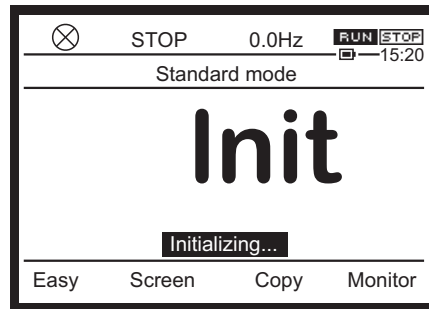 STOP 0.0Hz RUN STOP
15:20
Standard mode
Init
Initializing...
Easy Screen Copy Monitor